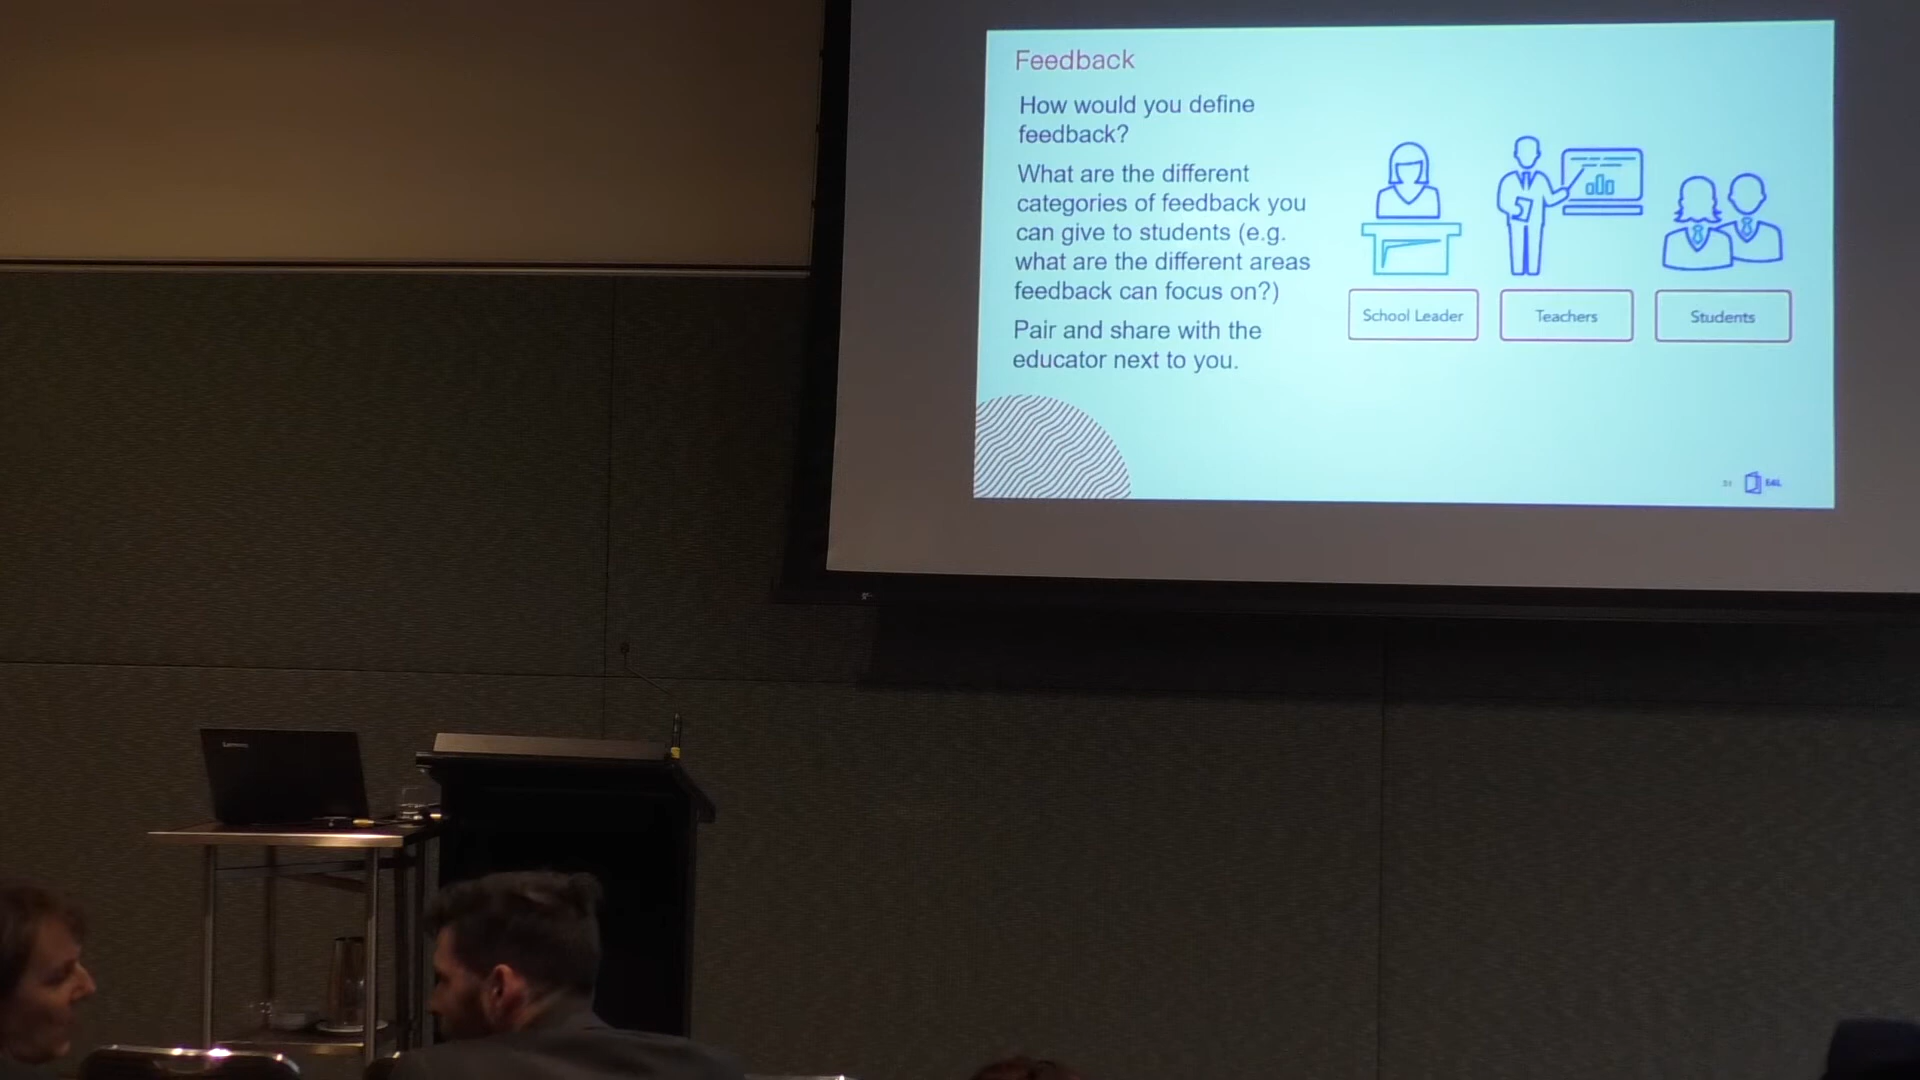 Feedback
How would you define
feedback?
What are the different
categories of feedback you
can give to students (e.g.
what are the different areas
feedback can focus on?)
Pair and share with the
educator next to you.
School Leader
Teachers
Students
E4L
Lenovo